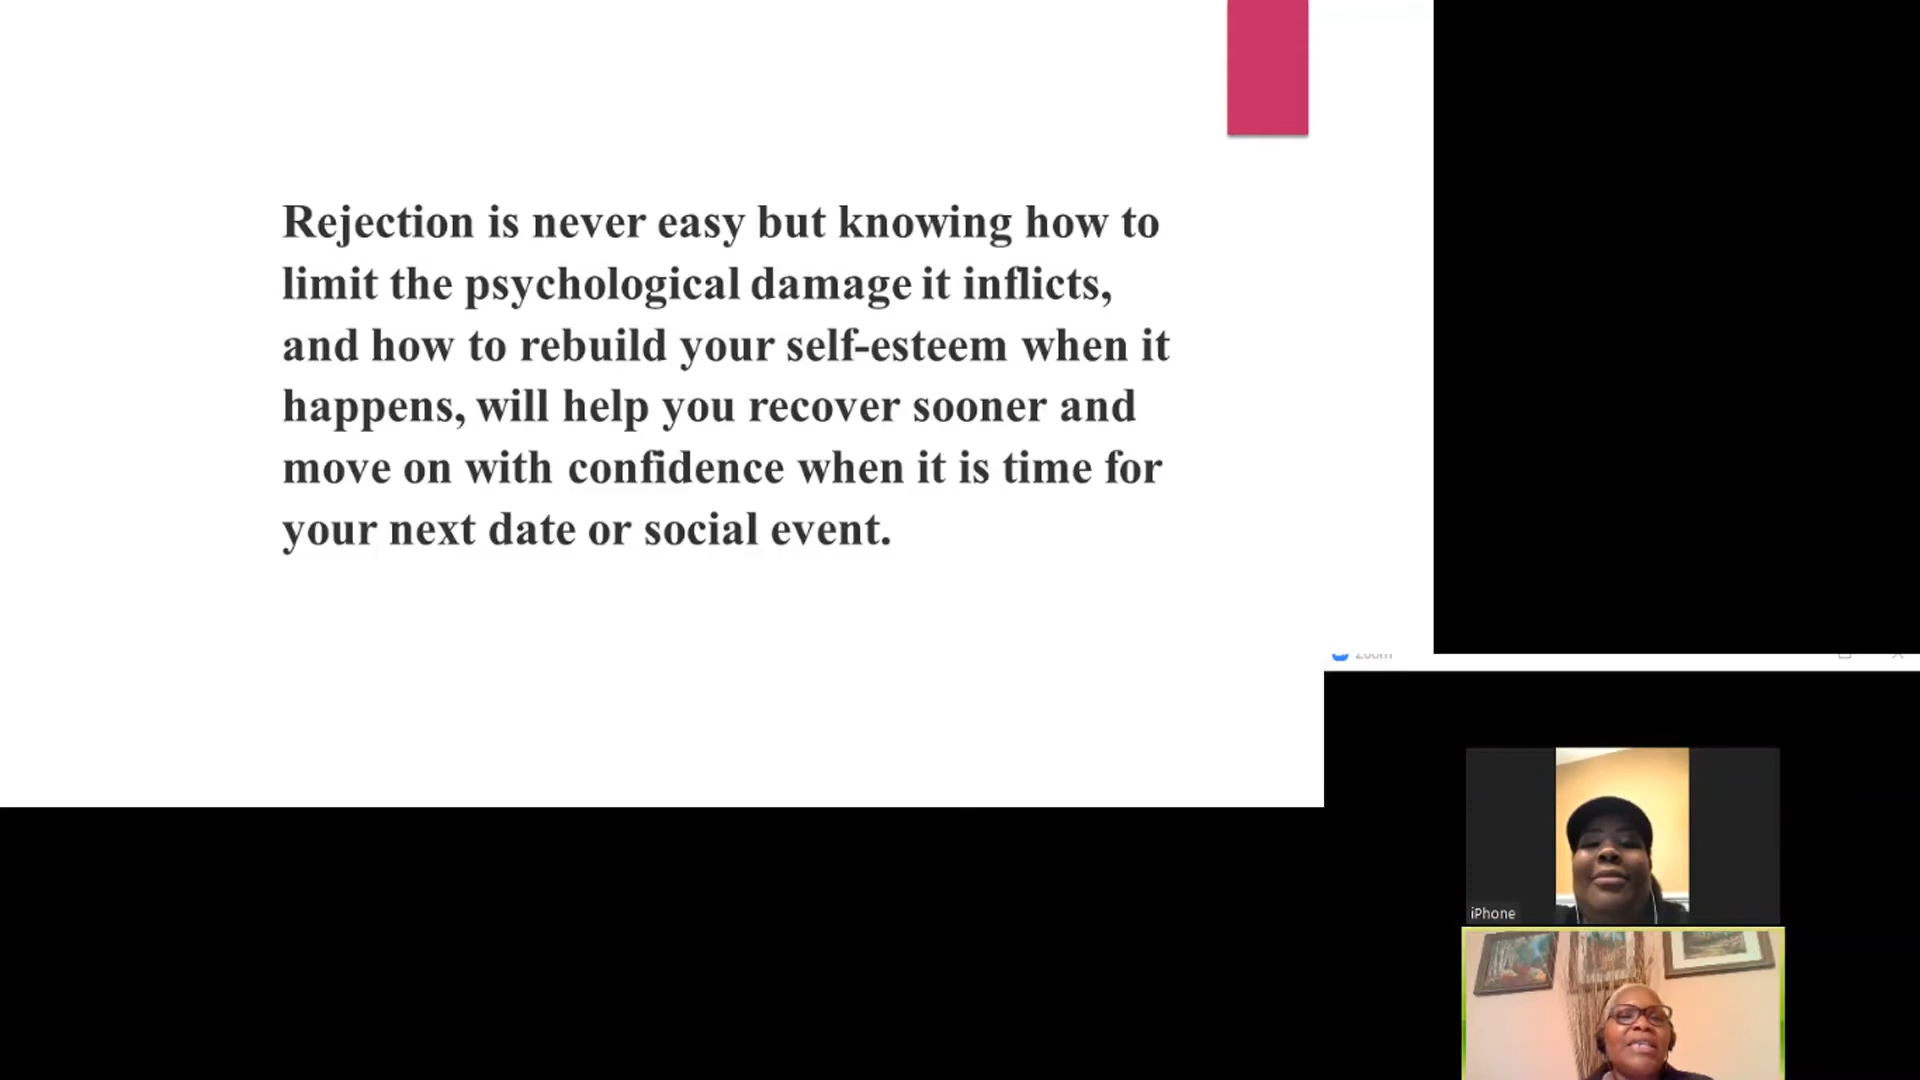 Rejection is never easy but knowing how to
limit the psychological damage it inflicts,
and how to rebuild your self-esteem when it
happens, will help you recover sooner and
move on with confidence when it is time for
your next date or social event.
Zoom
iPhone